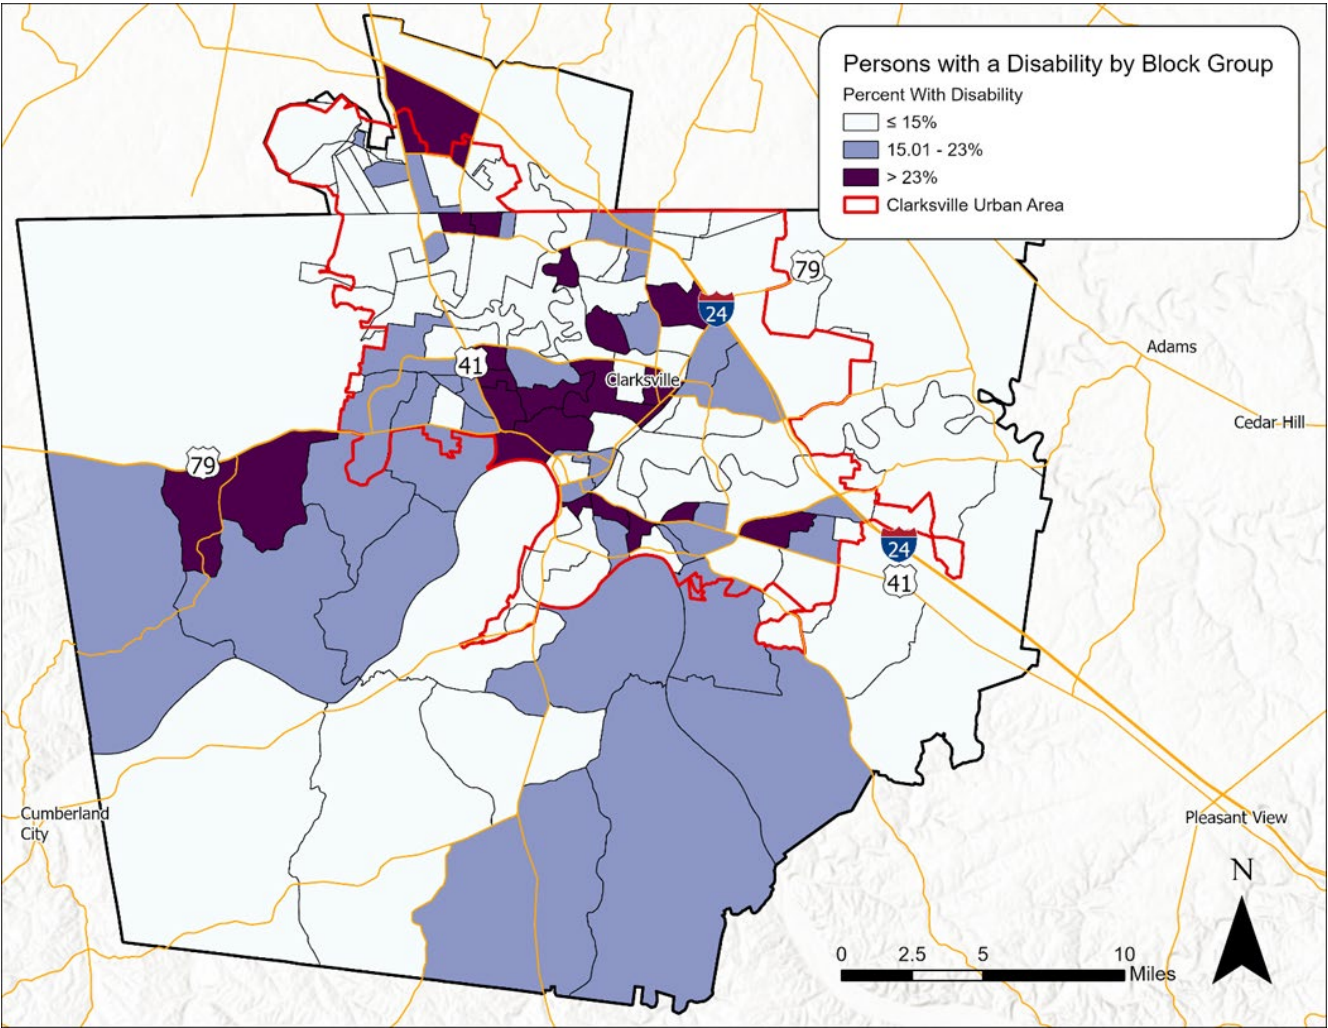 Persons with a Disability by Block Group
Percent With Disability
≤ 15%
15.01 - 23%
> 23%
Clarksville Urban Area
79
24
Adams
41
Clarksville
Cedar Hill
79
24
41
Cumberland
City
Pleasant View
N
0 2.5 5 10
Miles